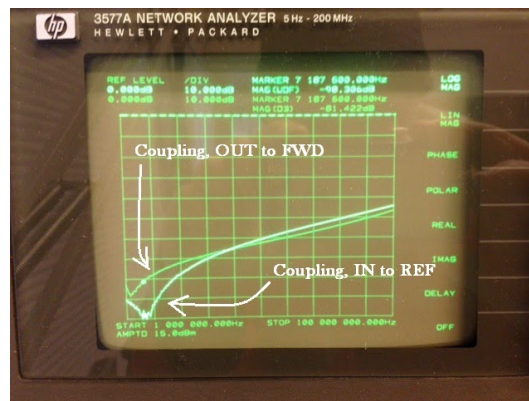 hp 3577A NETWORK ANALYZER 5Hz - 200MHz
HEWLETT • PACKARD
REF LEVEL /DIV MARKER 7 187 600.000Hz LOG
0.000dB 10.000dB MAG (UDF) -98.306dB MAG
0.000dB 10.000dB MARKER 7 187 600.000Hz
MAG (D3) -81.422dB
LIN
MAG
Coupling, OUT to FWD
PHASE
POLAR
REAL
IMAG
Coupling, IN to REF
DELAY
START 1 000 000.000Hz STOP 100 000 000.000Hz
AMPTD 15.0dBm
OFF